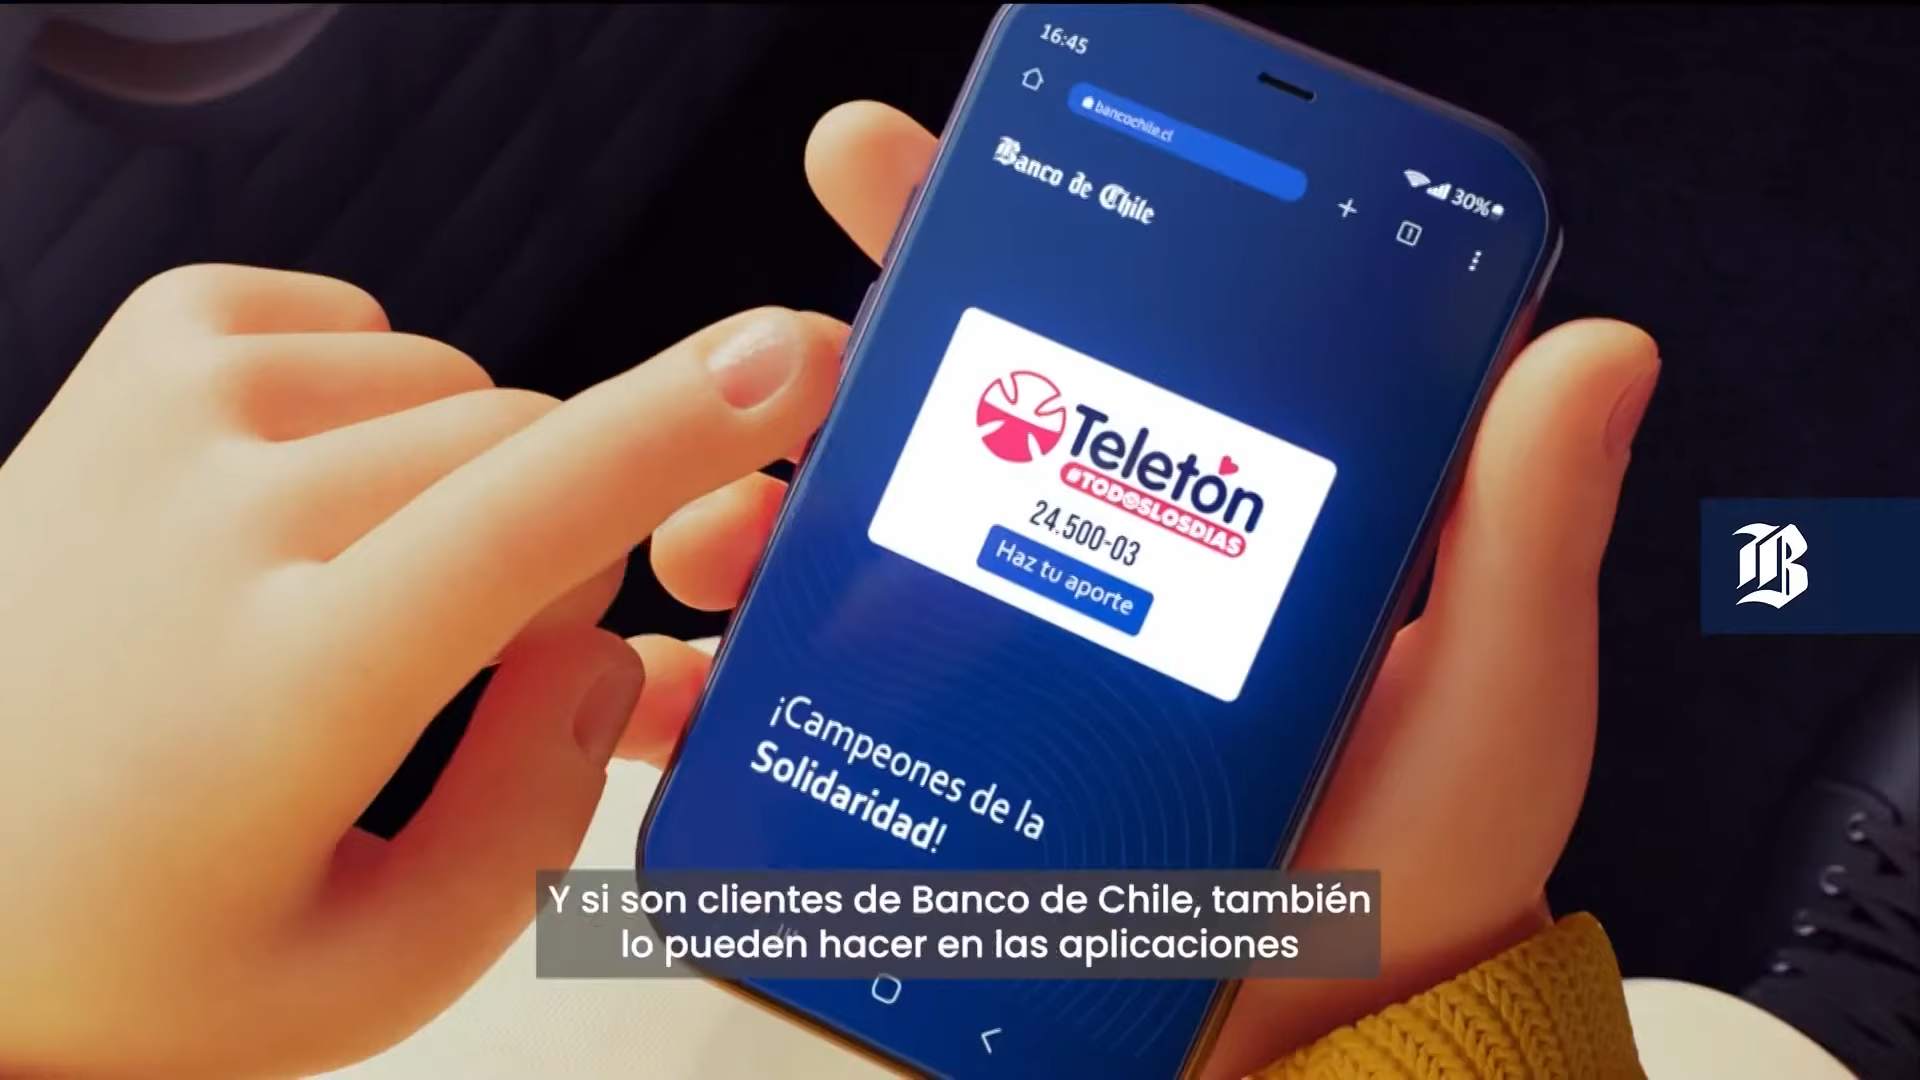 16:45
bancochile.cl
30%
Banco de Chile
Teletón
#TODOSLOSDIAS
24.500-03
Haz tu aporte
¡Campeones de la
Solidaridad!
B
Y si son clientes de Banco de Chile, también
lo pueden hacer en las aplicaciones